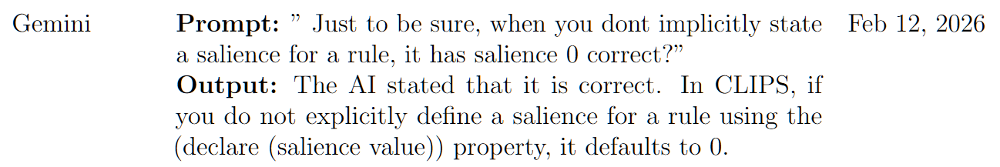 Gemini Prompt: ” Just to be sure, when you dont implicitly state Feb 12, 2026
a salience for a rule, it has salience 0 correct?”
Output: The AI stated that it is correct. In CLIPS, if
you do not explicitly define a salience for a rule using the
(declare (salience value)) property, it defaults to 0.